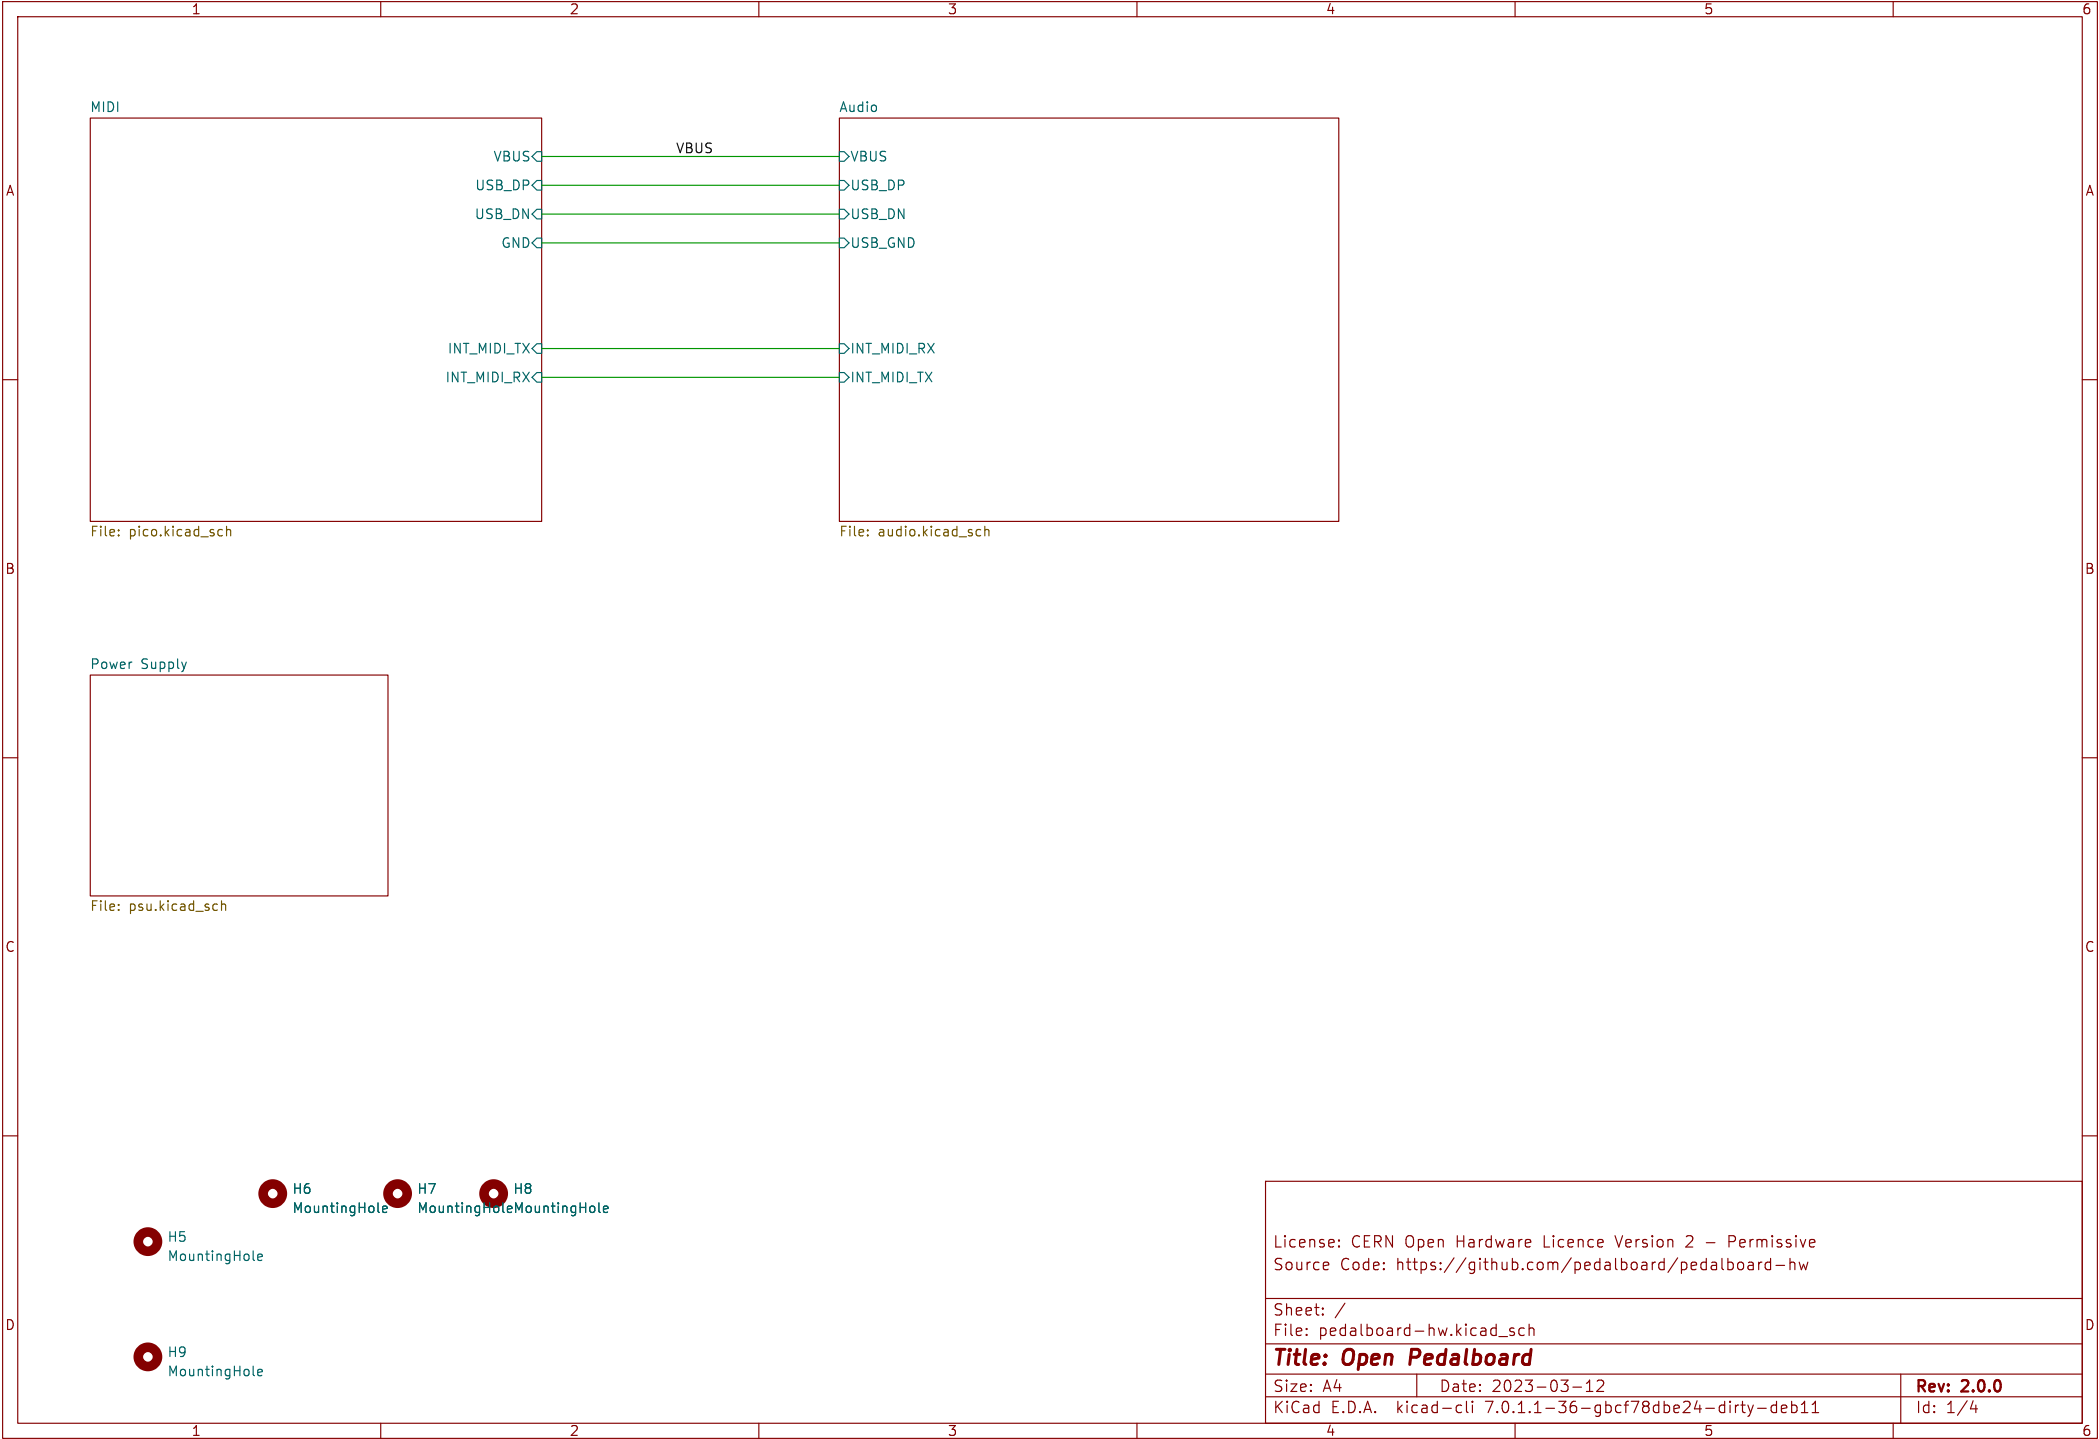 1 2 3 4 5 6
A A
B B
C C
D D
MIDI
VBUS
USB_DP
USB_DN
GND
INT_MIDI_TX
INT_MIDI_RX
File: pico.kicad_sch
VBUS
Audio
VBUS
USB_DP
USB_DN
USB_GND
INT_MIDI_RX
INT_MIDI_TX
File: audio.kicad_sch
Power Supply
File: psu.kicad_sch
H6
MountingHole
H7
MountingHole
H8
MountingHole
H5
MountingHole
H9
MountingHole
License: CERN Open Hardware Licence Version 2 - Permissive
Source Code: https://github.com/pedalboard/pedalboard-hw
Sheet: /
File: pedalboard-hw.kicad_sch
Title: Open Pedalboard
Size: A4 Date: 2023-03-12 Rev: 2.0.0
KiCad E.D.A. kicad-cli 7.0.1.1-36-gbcf78dbe24-dirty-deb11 Id: 1/4
1 2 3 4 5 6